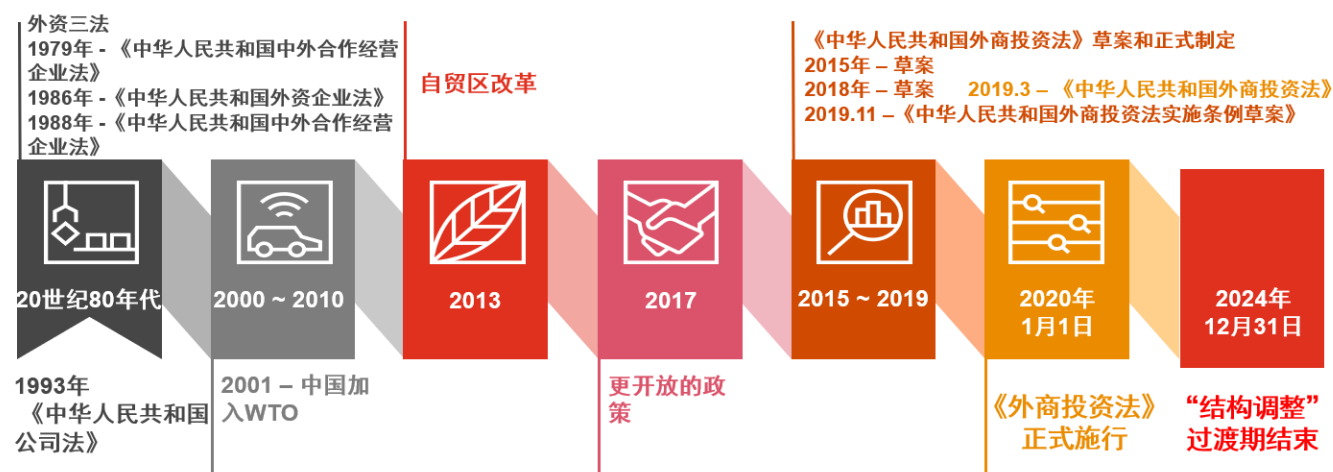 外资三法
1979年 - 《中华人民共和国中外合作经营
企业法》
1986年 -《中华人民共和国外资企业法》
1988年 -《中华人民共和国中外合作经营
企业法》
20世纪80年代
1993年
《中华人民共和国
公司法》
2000 ~ 2010
2001 – 中国加
入WTO
自贸区改革
2013
2017
更开放的政
策
《中华人民共和国外商投资法》草案和正式制定
2015年 – 草案
2018年 – 草案 2019.3 – 《中华人民共和国外商投资法》
2019.11 –《中华人民共和国外商投资法实施条例草案》
2015 ~ 2019
2020年
1月1日
《外商投资法》
正式施行
2024年
12月31日
“结构调整”
过渡期结束